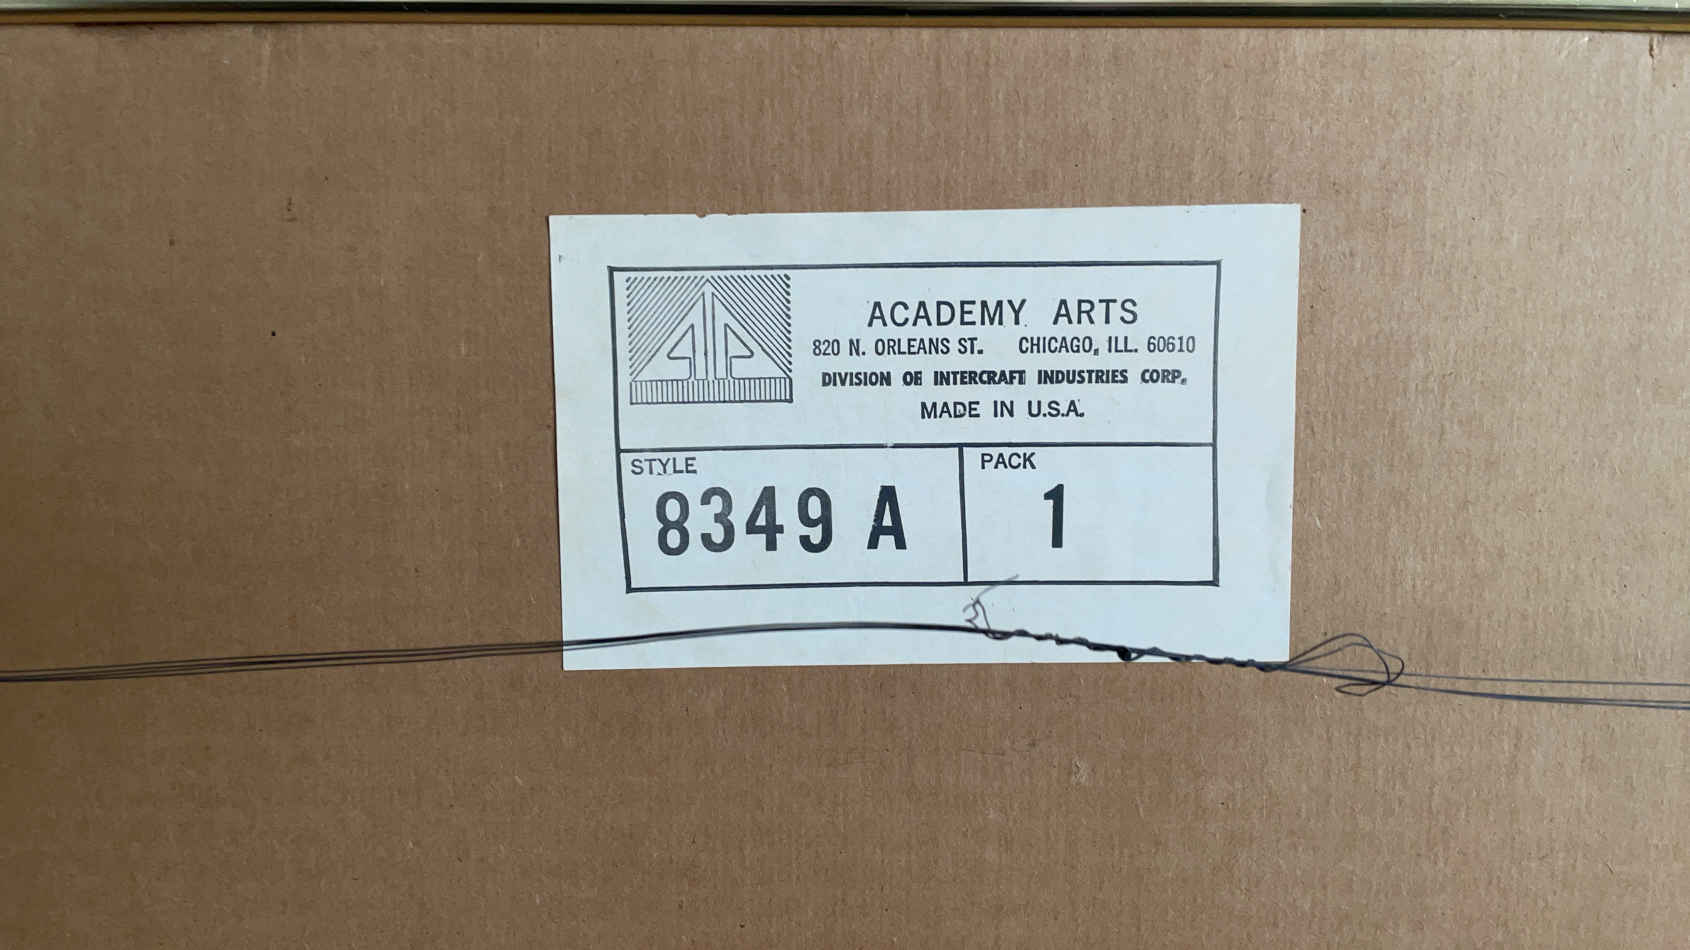 ACADEMY ARTS
820 N. ORLEANS ST. CHICAGO, ILL. 60610
DIVISION OF INTERCRAFT INDUSTRIES CORP.
MADE IN U.S.A.
STYLE
8349 A
PACK
1